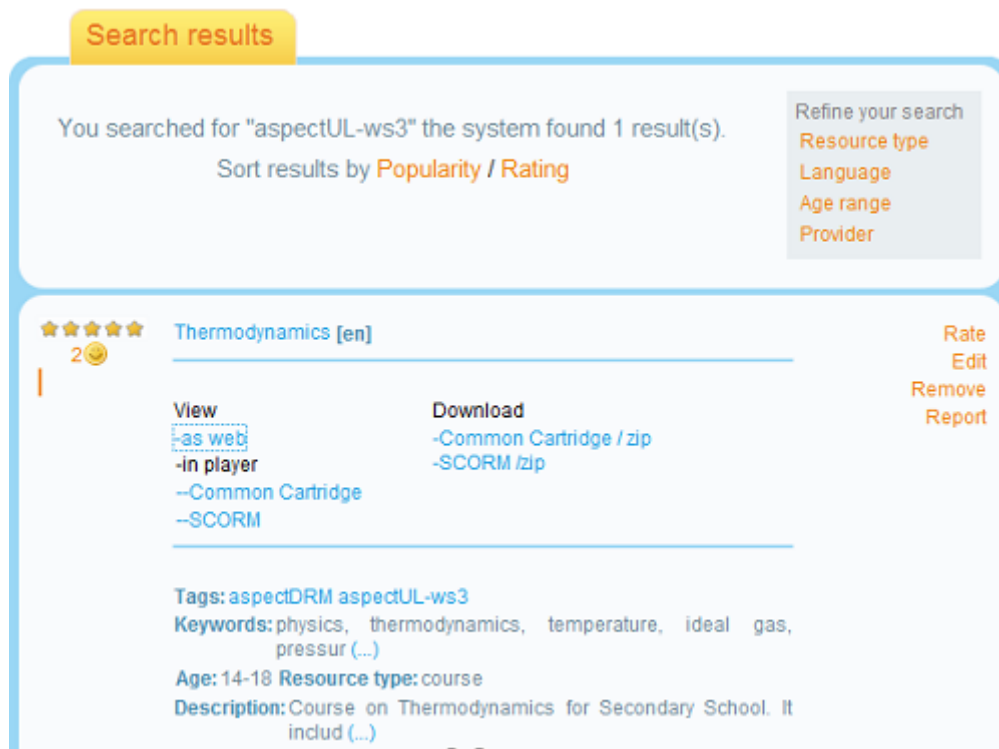 Search results
You searched for "aspectUL-ws3" the system found 1 result(s).
Sort results by Popularity / Rating
Refine your search
Resource type
Language
Age range
Provider
2
Thermodynamics [en]
Rate
Edit
Remove
Report
View
-as web
-in player
--Common Cartridge
--SCORM
Download
-Common Cartridge / zip
-SCORM /zip
Tags: aspectDRM aspectUL-ws3
Keywords: physics, thermodynamics, temperature, ideal gas,
pressur (...)
Age: 14-18 Resource type: course
Description: Course on Thermodynamics for Secondary School. It
includ (...)